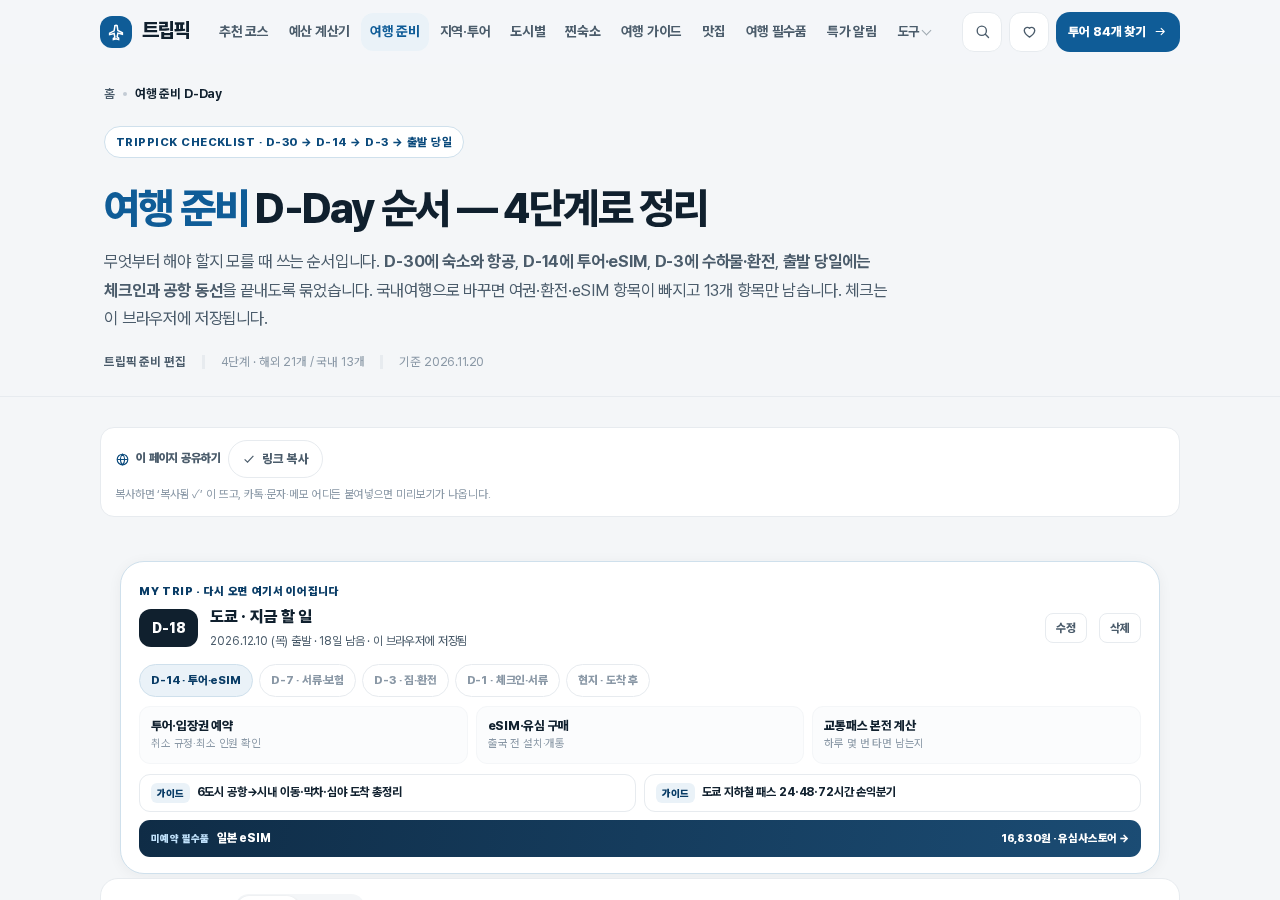 트립픽
추천 코스
예산 계산기
여행 준비
지역·투어
도시별
찐숙소
여행 가이드
맛집
여행 필수품
특가 알림
도구
투어 84개 찾기 →
홈 • 여행 준비 D-Day
TRIPPICK CHECKLIST · D-30 → D-14 → D-3 → 출발 당일
여행 준비 D-Day 순서 — 4단계로 정리
무엇부터 해야 할지 모를 때 쓰는 순서입니다. D-30에 숙소와 항공, D-14에 투어·eSIM, D-3에 수하물·환전, 출발 당일에는
체크인과 공항 동선을 끝내도록 묶었습니다. 국내여행으로 바꾸면 여권·환전·eSIM 항목이 빠지고 13개 항목만 남습니다. 체크는
이 브라우저에 저장됩니다.
트립픽 준비 편집 | 4단계 · 해외 21개 / 국내 13개 | 기준 2026.11.20
이 페이지 공유하기
링크 복사
복사하면 '복사됨 ✓' 이 뜨고, 카톡·문자·메모 어디든 붙여넣으면 미리보기가 나옵니다.
MY TRIP · 다시 오면 여기서 이어집니다
D-18
도쿄 · 지금 할 일
2026.12.10 (목) 출발 · 18일 남음 · 이 브라우저에 저장됨
수정
삭제
D-14 · 투어·eSIM
D-7 · 서류·보험
D-3 · 짐·환전
D-1 · 체크인·서류
현지 · 도착 후
투어·입장권 예약
취소 규정·최소 인원 확인
eSIM·유심 구매
출국 전 설치·개통
교통패스 본전 계산
하루 몇 번 타면 남는지
가이드 6도시 공항→시내 이동·막차·심야 도착 총정리
가이드 도쿄 지하철 패스 24·48·72시간 손익분기
미예약 필수품 일본 eSIM
16,830원 · 유심사스토어 →